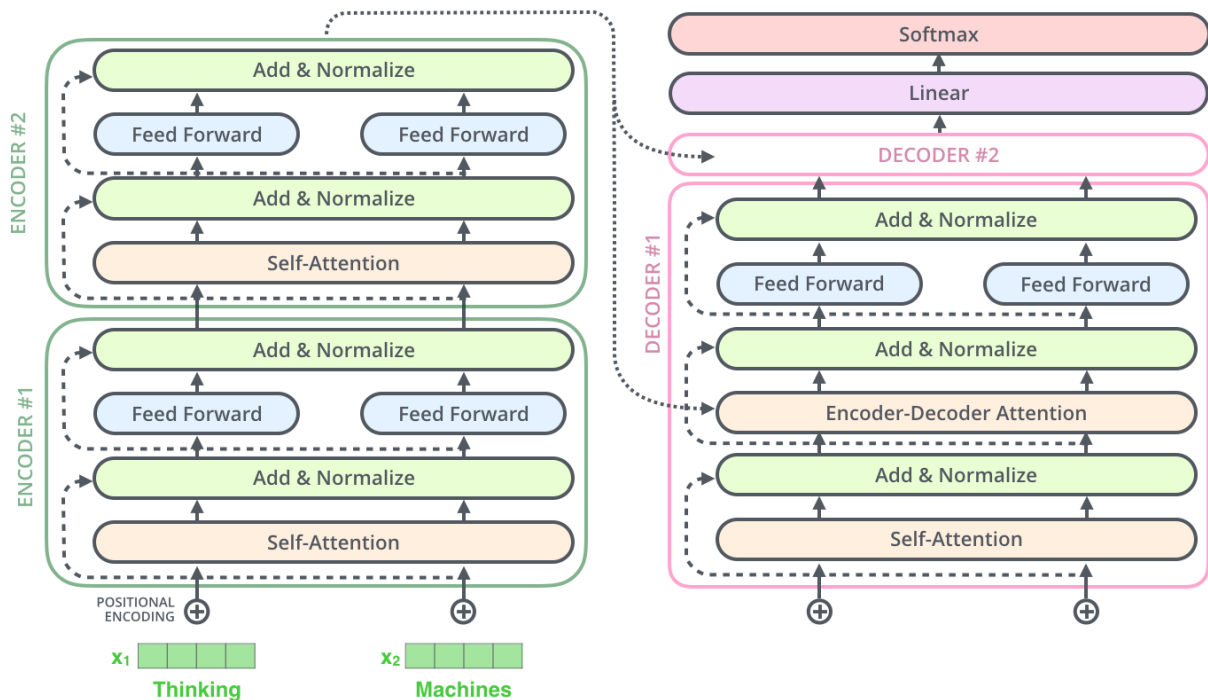 ENCODER #2
Add & Normalize
Feed Forward
Feed Forward
Add & Normalize
Self-Attention
ENCODER #1
Add & Normalize
Feed Forward
Feed Forward
Add & Normalize
Self-Attention
POSITIONAL
ENCODING
x₁
x₂
Thinking
Machines
Softmax
Linear
DECODER #2
DECODER #1
Add & Normalize
Feed Forward
Feed Forward
Add & Normalize
Encoder-Decoder Attention
Add & Normalize
Self-Attention